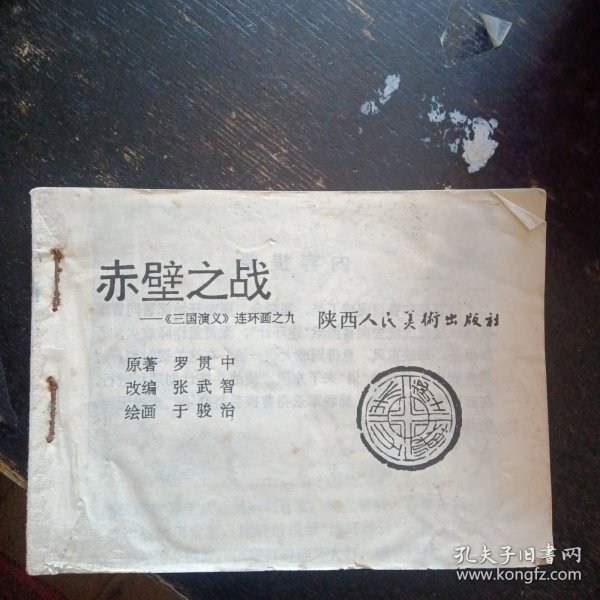 赤壁之战
——《三国演义》连环画之九
陕西人民美術出版社
原著 罗贯中
改编 张武智
绘画 于骏治
孔夫子旧书网
www.kongfz.com